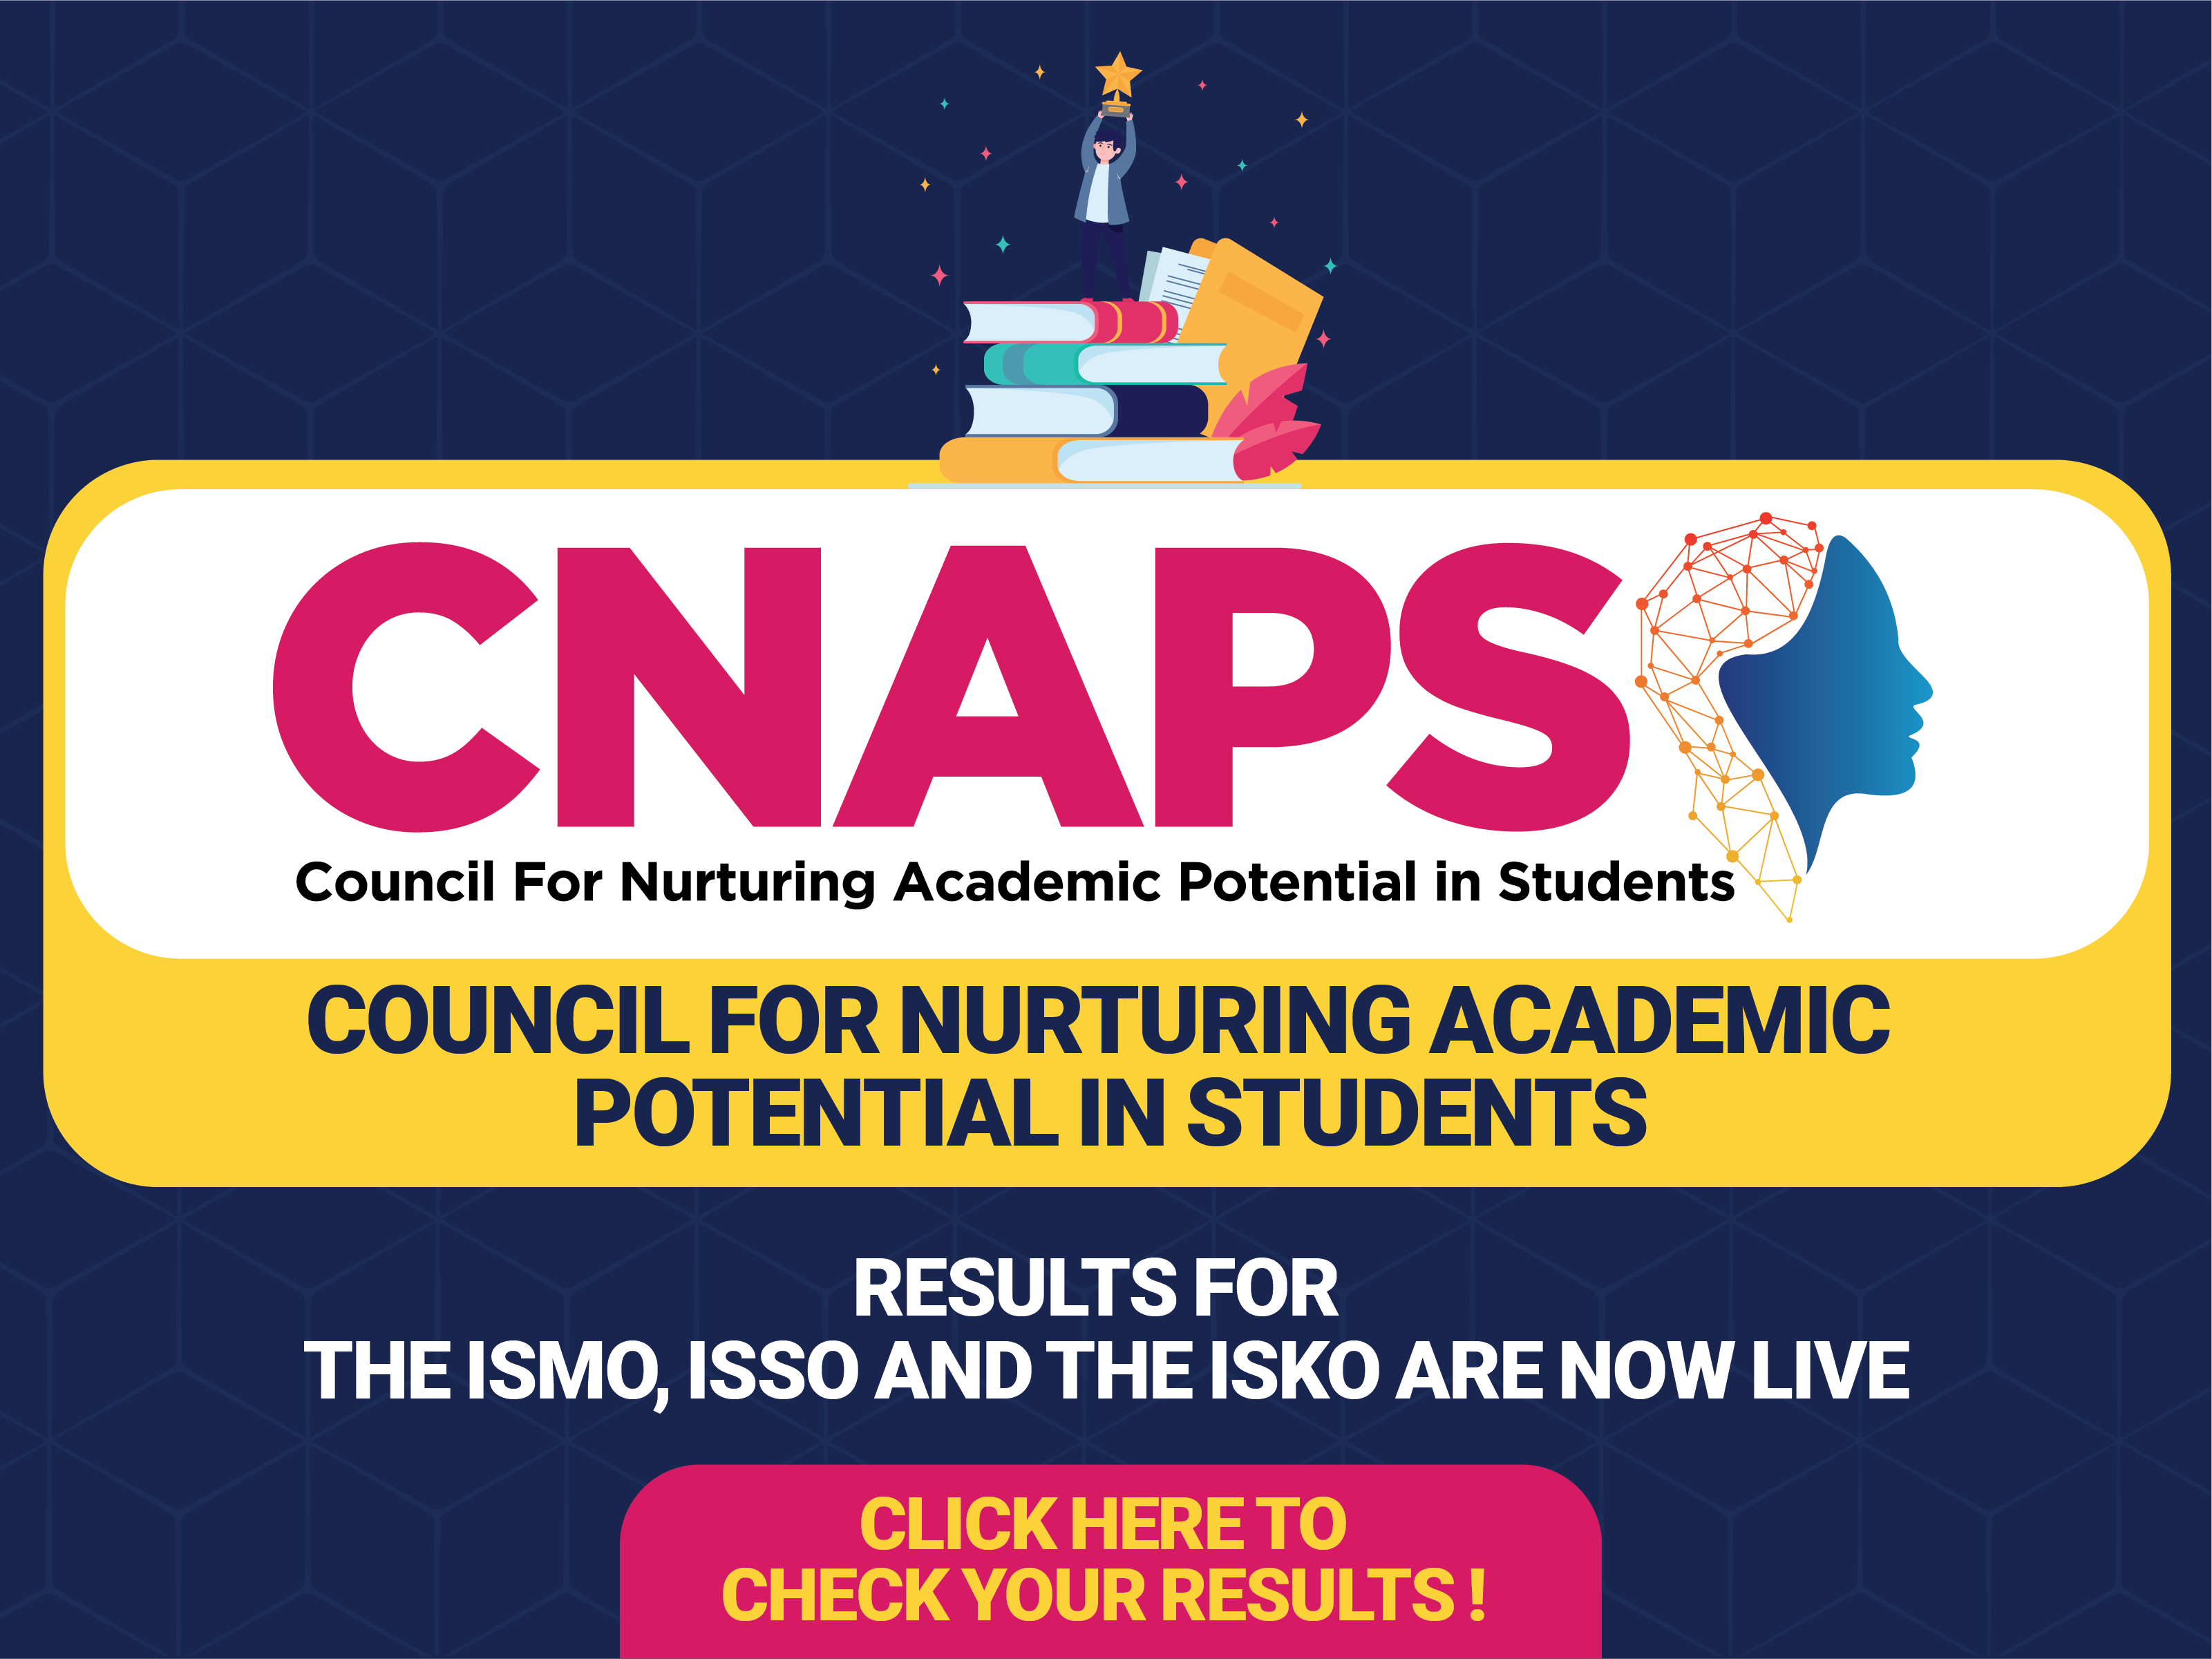 CNAPS
Council For Nurturing Academic Potential in Students
COUNCIL FOR NURTURING ACADEMIC
POTENTIAL IN STUDENTS
RESULTS FOR
THE ISMO, ISSO AND THE ISKO ARE NOW LIVE
CLICK HERE TO
CHECK YOUR RESULTS !